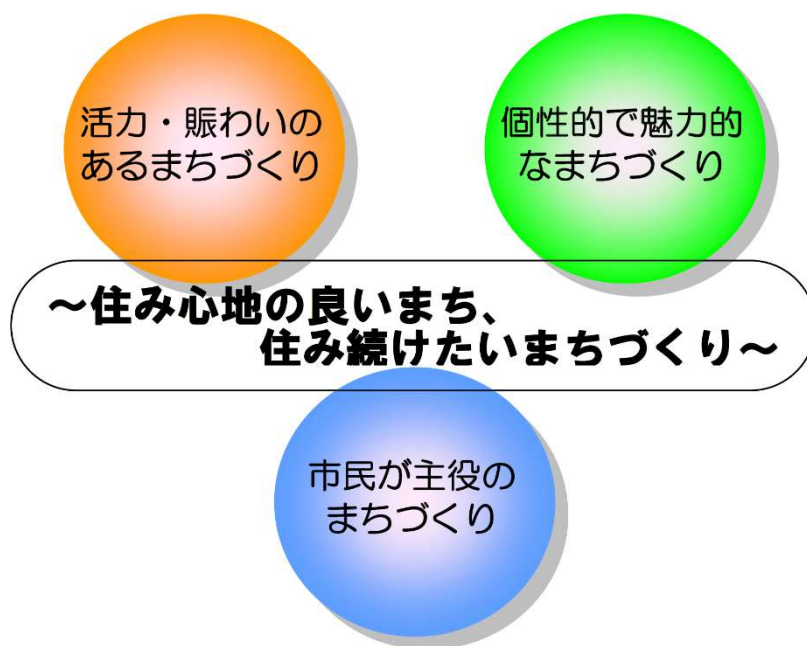 活力・賑わいの
あるまちづくり
個性的で魅力的
なまちづくり
～住み心地の良いまち、
住み続けたいまちづくり～
市民が主役の
まちづくり